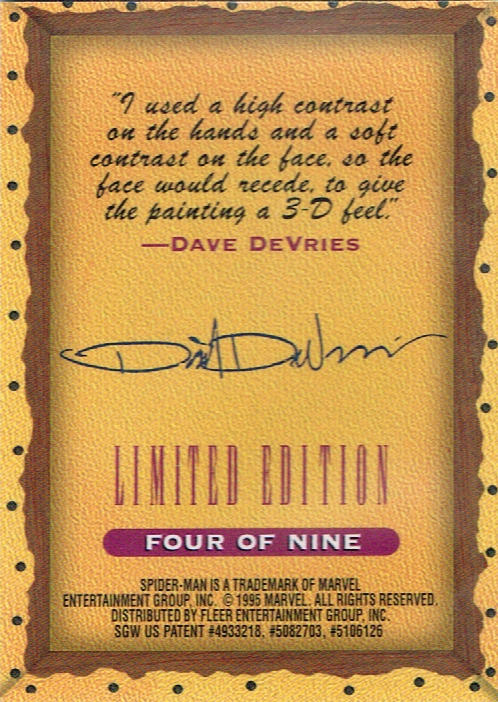 "I used a high contrast
on the hands and a soft
contrast on the face, so the
face would recede, to give
the painting a 3-D feel."
—DAVE DEVRIES
LIMITED EDITION
FOUR OF NINE
SPIDER-MAN IS A TRADEMARK OF MARVEL
ENTERTAINMENT GROUP, INC. © 1995 MARVEL. ALL RIGHTS RESERVED.
DISTRIBUTED BY FLEER ENTERTAINMENT GROUP, INC.
SGW US PATENT #4933218, #5082703, #5106126